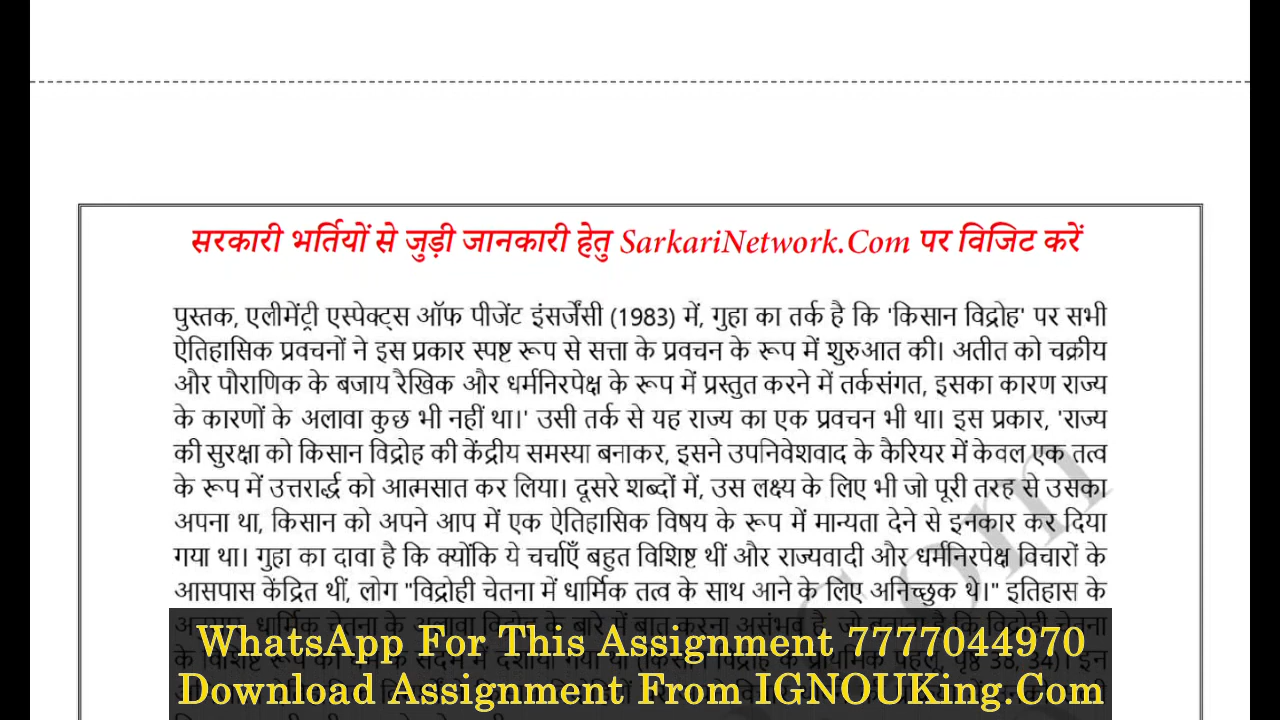 सरकारी भर्तियों से जुड़ी जानकारी हेतु SarkariNetwork.Com पर विजिट करें
पुस्तक, एलीमेंट्री एस्पेक्ट्स ऑफ पीजेंट इंसर्जेंसी (1983) में, गुहा का तर्क है कि 'किसान विद्रोह' पर सभी
ऐतिहासिक प्रवचनों ने इस प्रकार स्पष्ट रूप से सत्ता के प्रवचन के रूप में शुरुआत की। अतीत को चक्रीय
और पौराणिक के बजाय रैखिक और धर्मनिरपेक्ष के रूप में प्रस्तुत करने में तर्कसंगत, इसका कारण राज्य
के कारणों के अलावा कुछ भी नहीं था।' उसी तर्क से यह राज्य का एक प्रवचन भी था। इस प्रकार, 'राज्य
की सुरक्षा को किसान विद्रोह की केंद्रीय समस्या बनाकर, इसने उपनिवेशवाद के कैरियर में केवल एक तत्व
के रूप में उत्तरार्द्ध को आत्मसात कर लिया। दूसरे शब्दों में, उस लक्ष्य के लिए भी जो पूरी तरह से उसका
अपना था, किसान को अपने आप में एक ऐतिहासिक विषय के रूप में मान्यता देने से इनकार कर दिया
गया था। गुहा का दावा है कि क्योंकि ये चर्चाएँ बहुत विशिष्ट थीं और राज्यवादी और धर्मनिरपेक्ष विचारों के
आसपास केंद्रित थीं, लोग "विद्रोही चेतना में धार्मिक तत्व के साथ आने के लिए अनिच्छुक थे।" इतिहास के
WhatsApp For This Assignment 7777044970
Download Assignment From IGNOUKing.Com